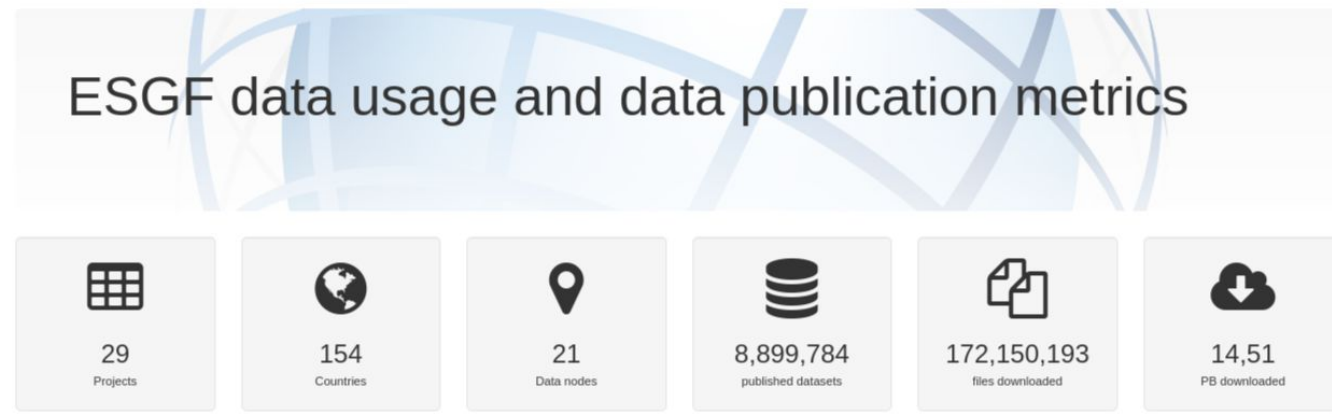 ESGF data usage and data publication metrics
29
Projects
154
Countries
21
Data nodes
8,899,784
published datasets
172,150,193
files downloaded
14,51
PB downloaded